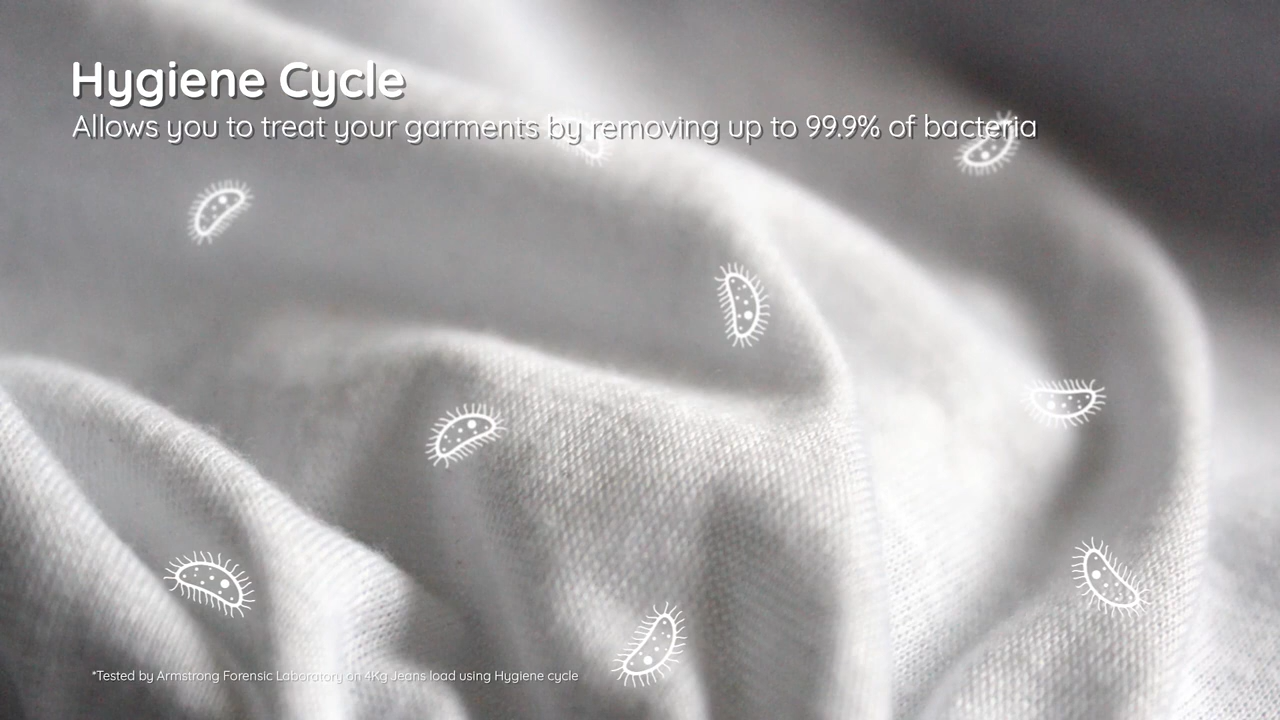 Hygiene Cycle
Allows you to treat your garments by removing up to 99.9% of bacteria
*Tested by Armstrong Forensic Laboratory on 4Kg Jeans load using Hygiene cycle